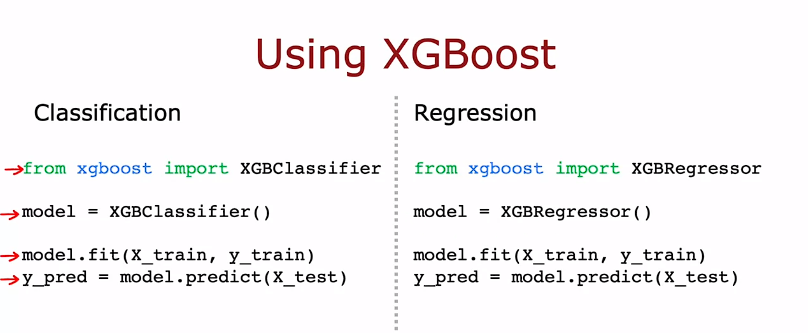 Using XGBoost
Classification
from xgboost import XGBClassifier
model = XGBClassifier()
model.fit(X_train, y_train)
y_pred = model.predict(X_test)
Regression
from xgboost import XGBRegressor
model = XGBRegressor()
model.fit(X_train, y_train)
y_pred = model.predict(X_test)